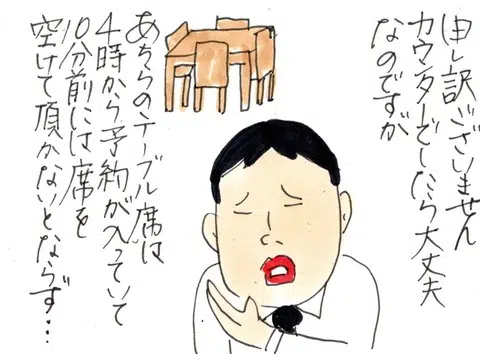 申し訳ございません
カウンターでしたら大丈夫
なのですが
あちらのテーブル席は
4時から予約が入っていて
10分前には席を
空けて頂かないとならず…